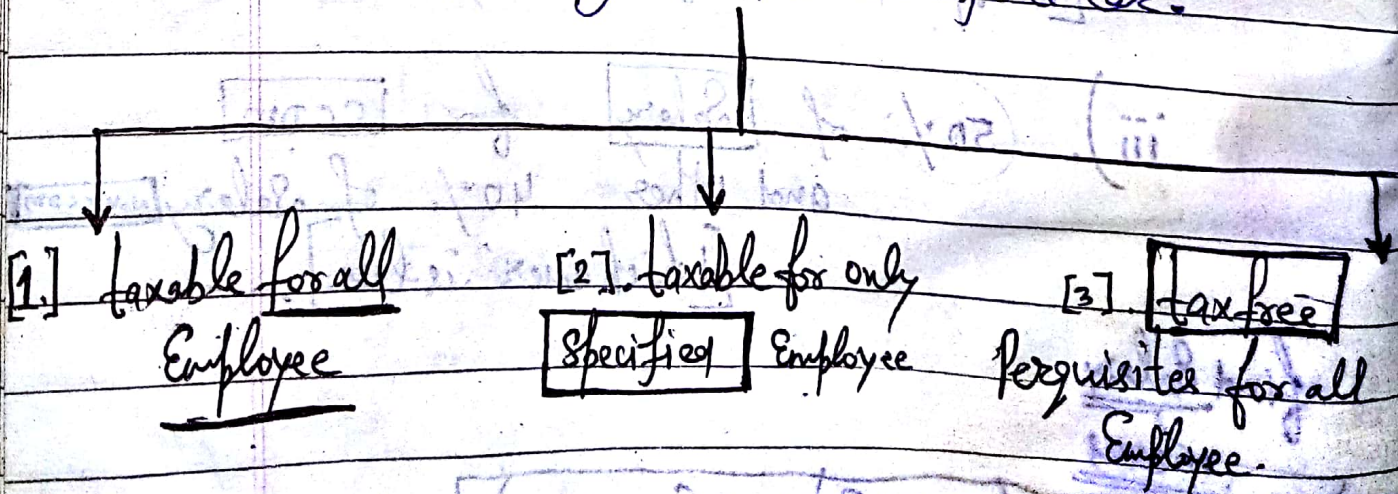 [1.] taxable for all
Employee
[2]. taxable for only
Specified Employee
[3] tax free
Perquisites for all
Employee.